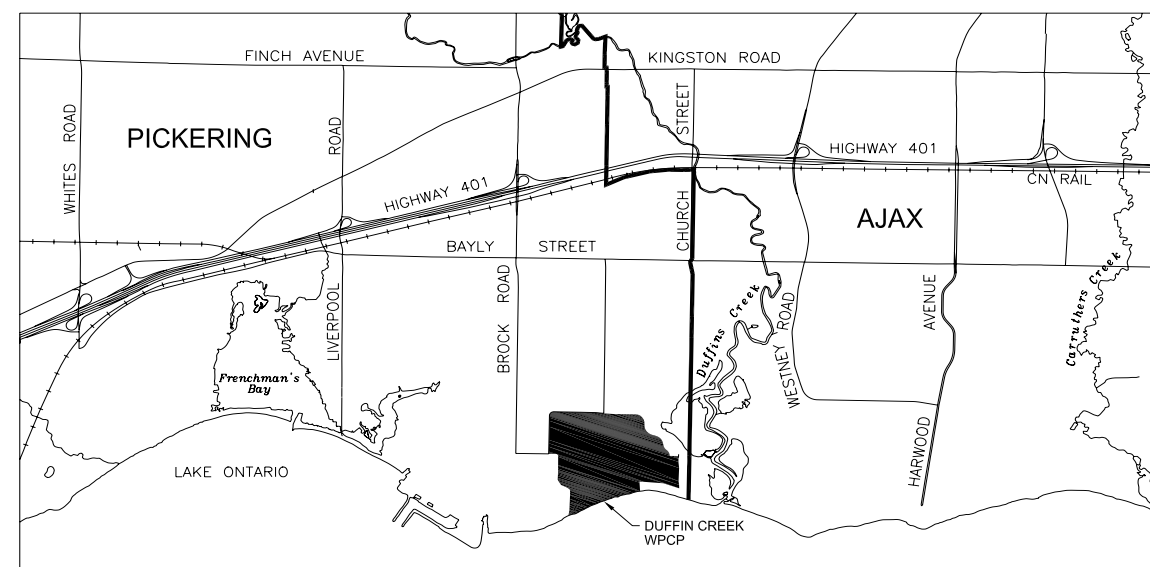 FINCH AVENUE
KINGSTON ROAD
PICKERING
WHITES ROAD
ROAD
STREET
HIGHWAY 401
CN RAIL
HIGHWAY 401
CHURCH
AJAX
BAYLY STREET
BROCK ROAD
LIVERPOOL
Duffins Creek
WESTNEY ROAD
AVENUE
Carruthers Creek
Frenchman's
Bay
HARWOOD
LAKE ONTARIO
DUFFIN CREEK
WPCP